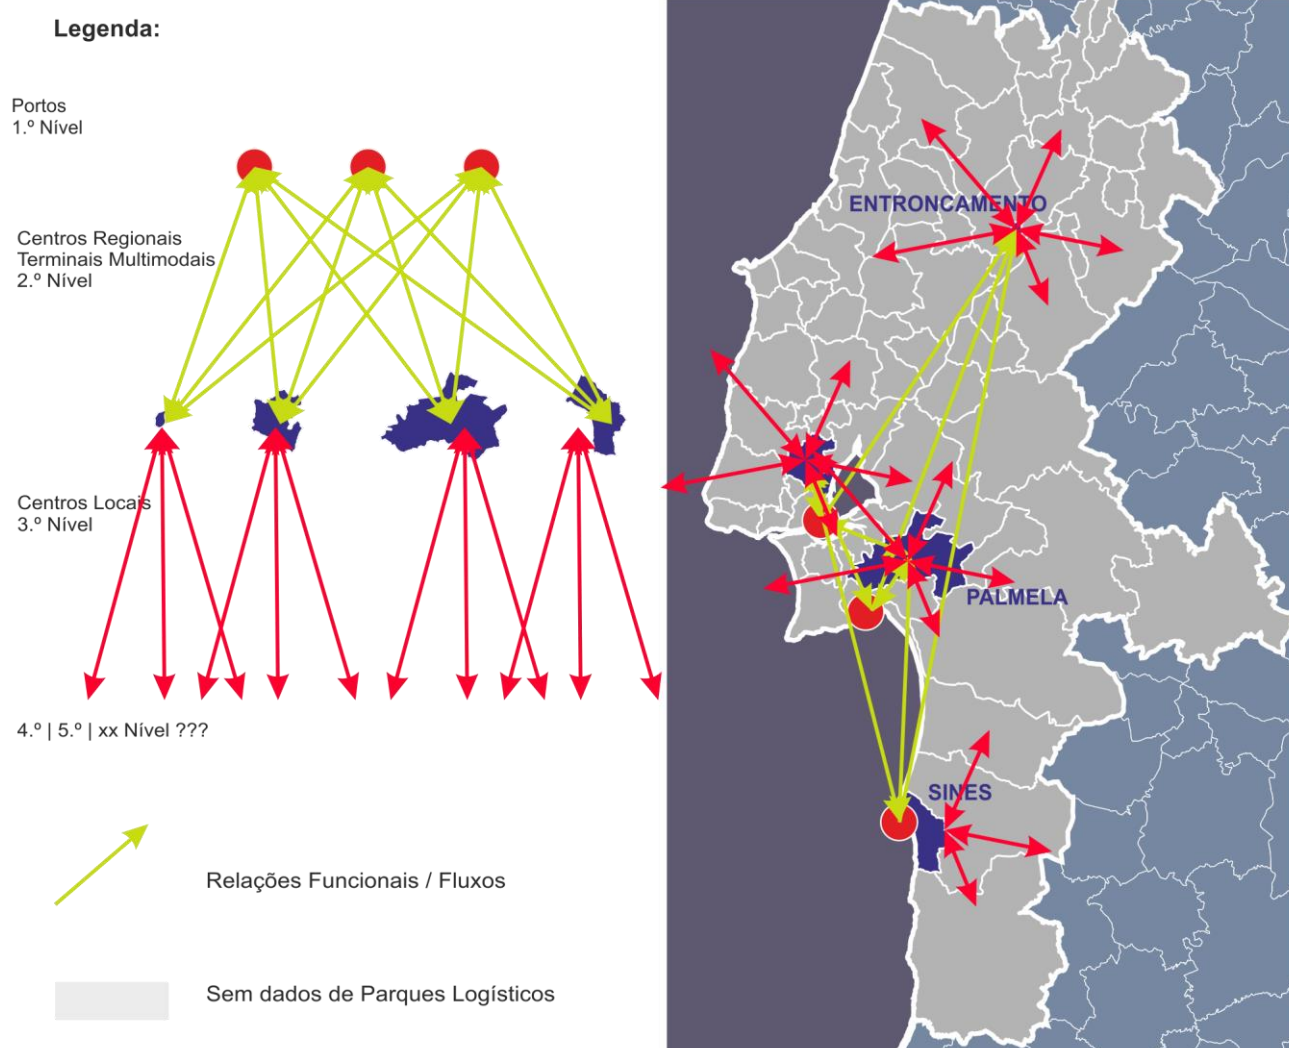 Legenda:
Portos
1.º Nível
Centros Regionais
Terminais Multimodais
2.º Nível
Centros Locais
3.º Nível
4.º | 5.º | xx Nível ???
Relações Funcionais / Fluxos
Sem dados de Parques Logísticos
ENTRONCAMENTO
PALMELA
SINES